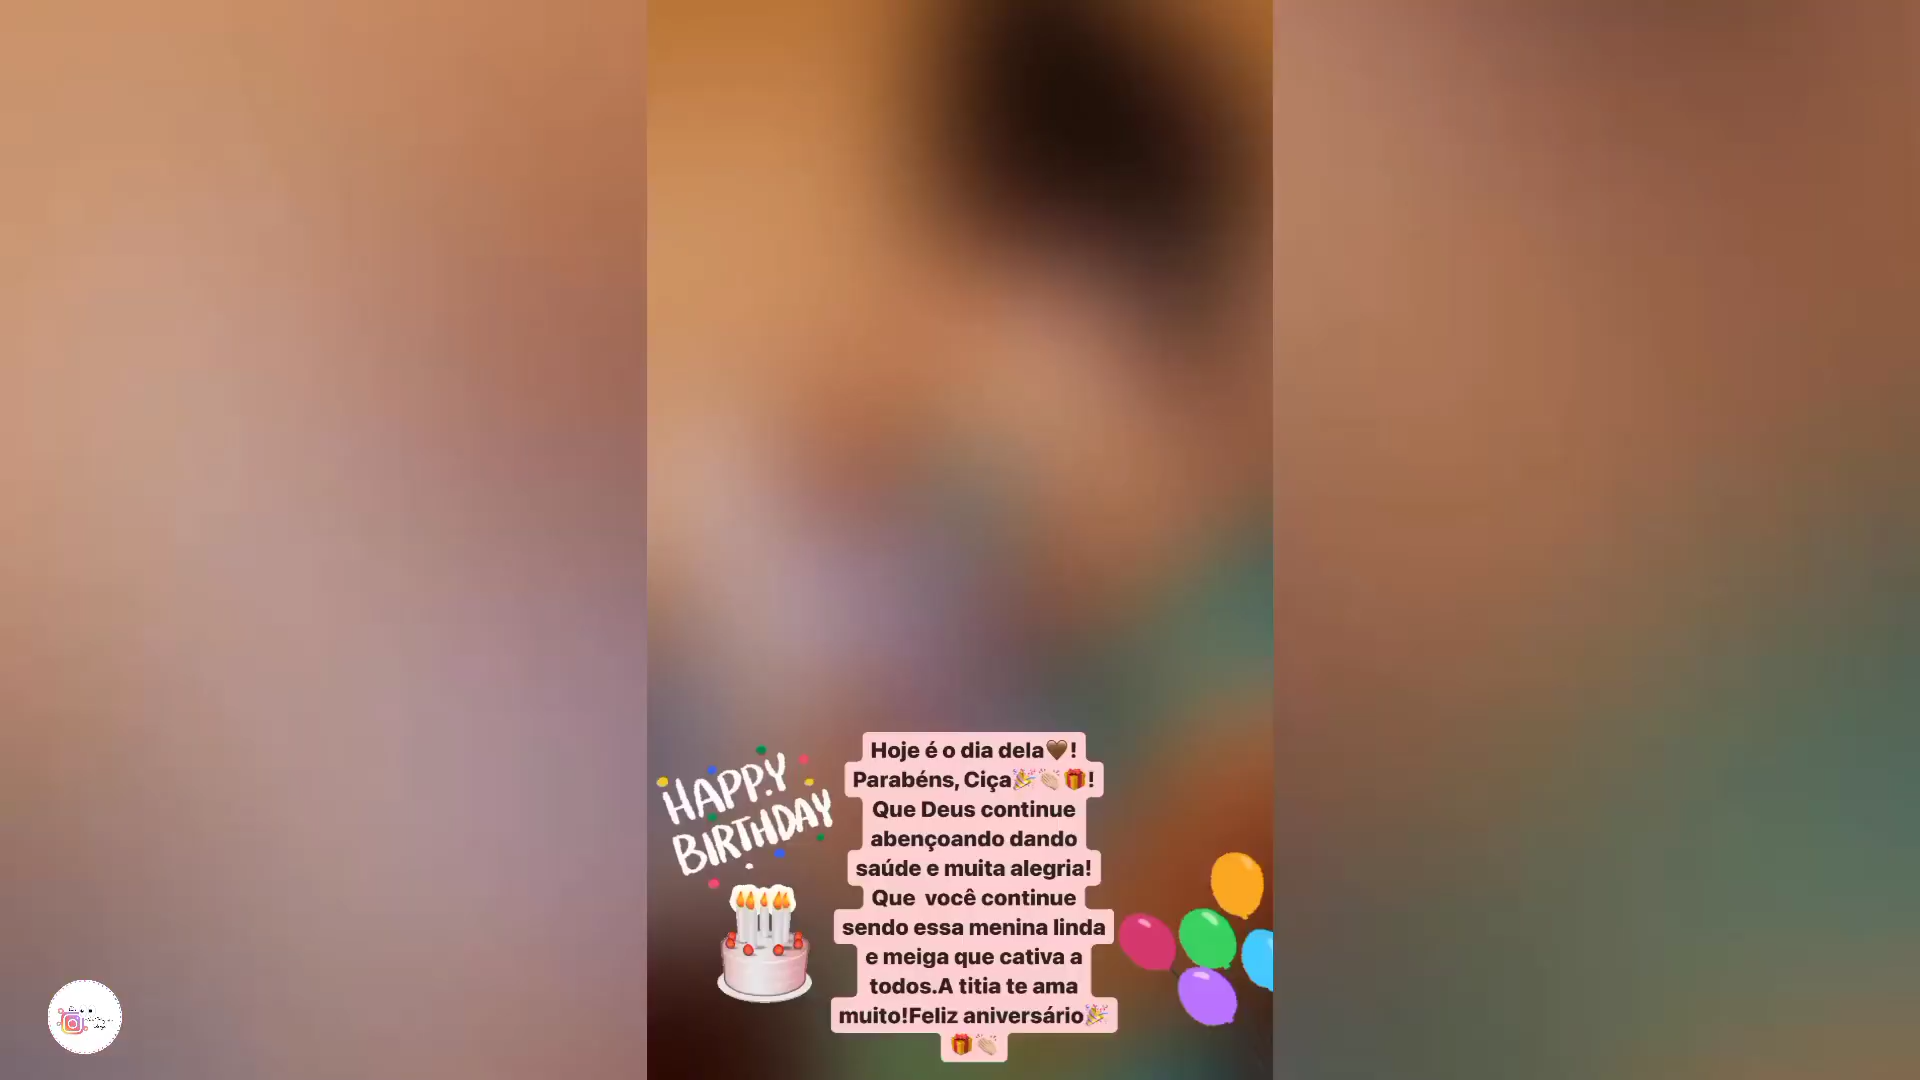 HAPPY
BIRTHDAY
Hoje é o dia dela🤎!
Parabéns, Ciça🎉👏🏼🎁!
Que Deus continue
abençoando dando
saúde e muita alegria!
Que  você continue
sendo essa menina linda
e meiga que cativa a
todos.A titia te ama
muito!Feliz aniversário🎉
🎁👏🏼